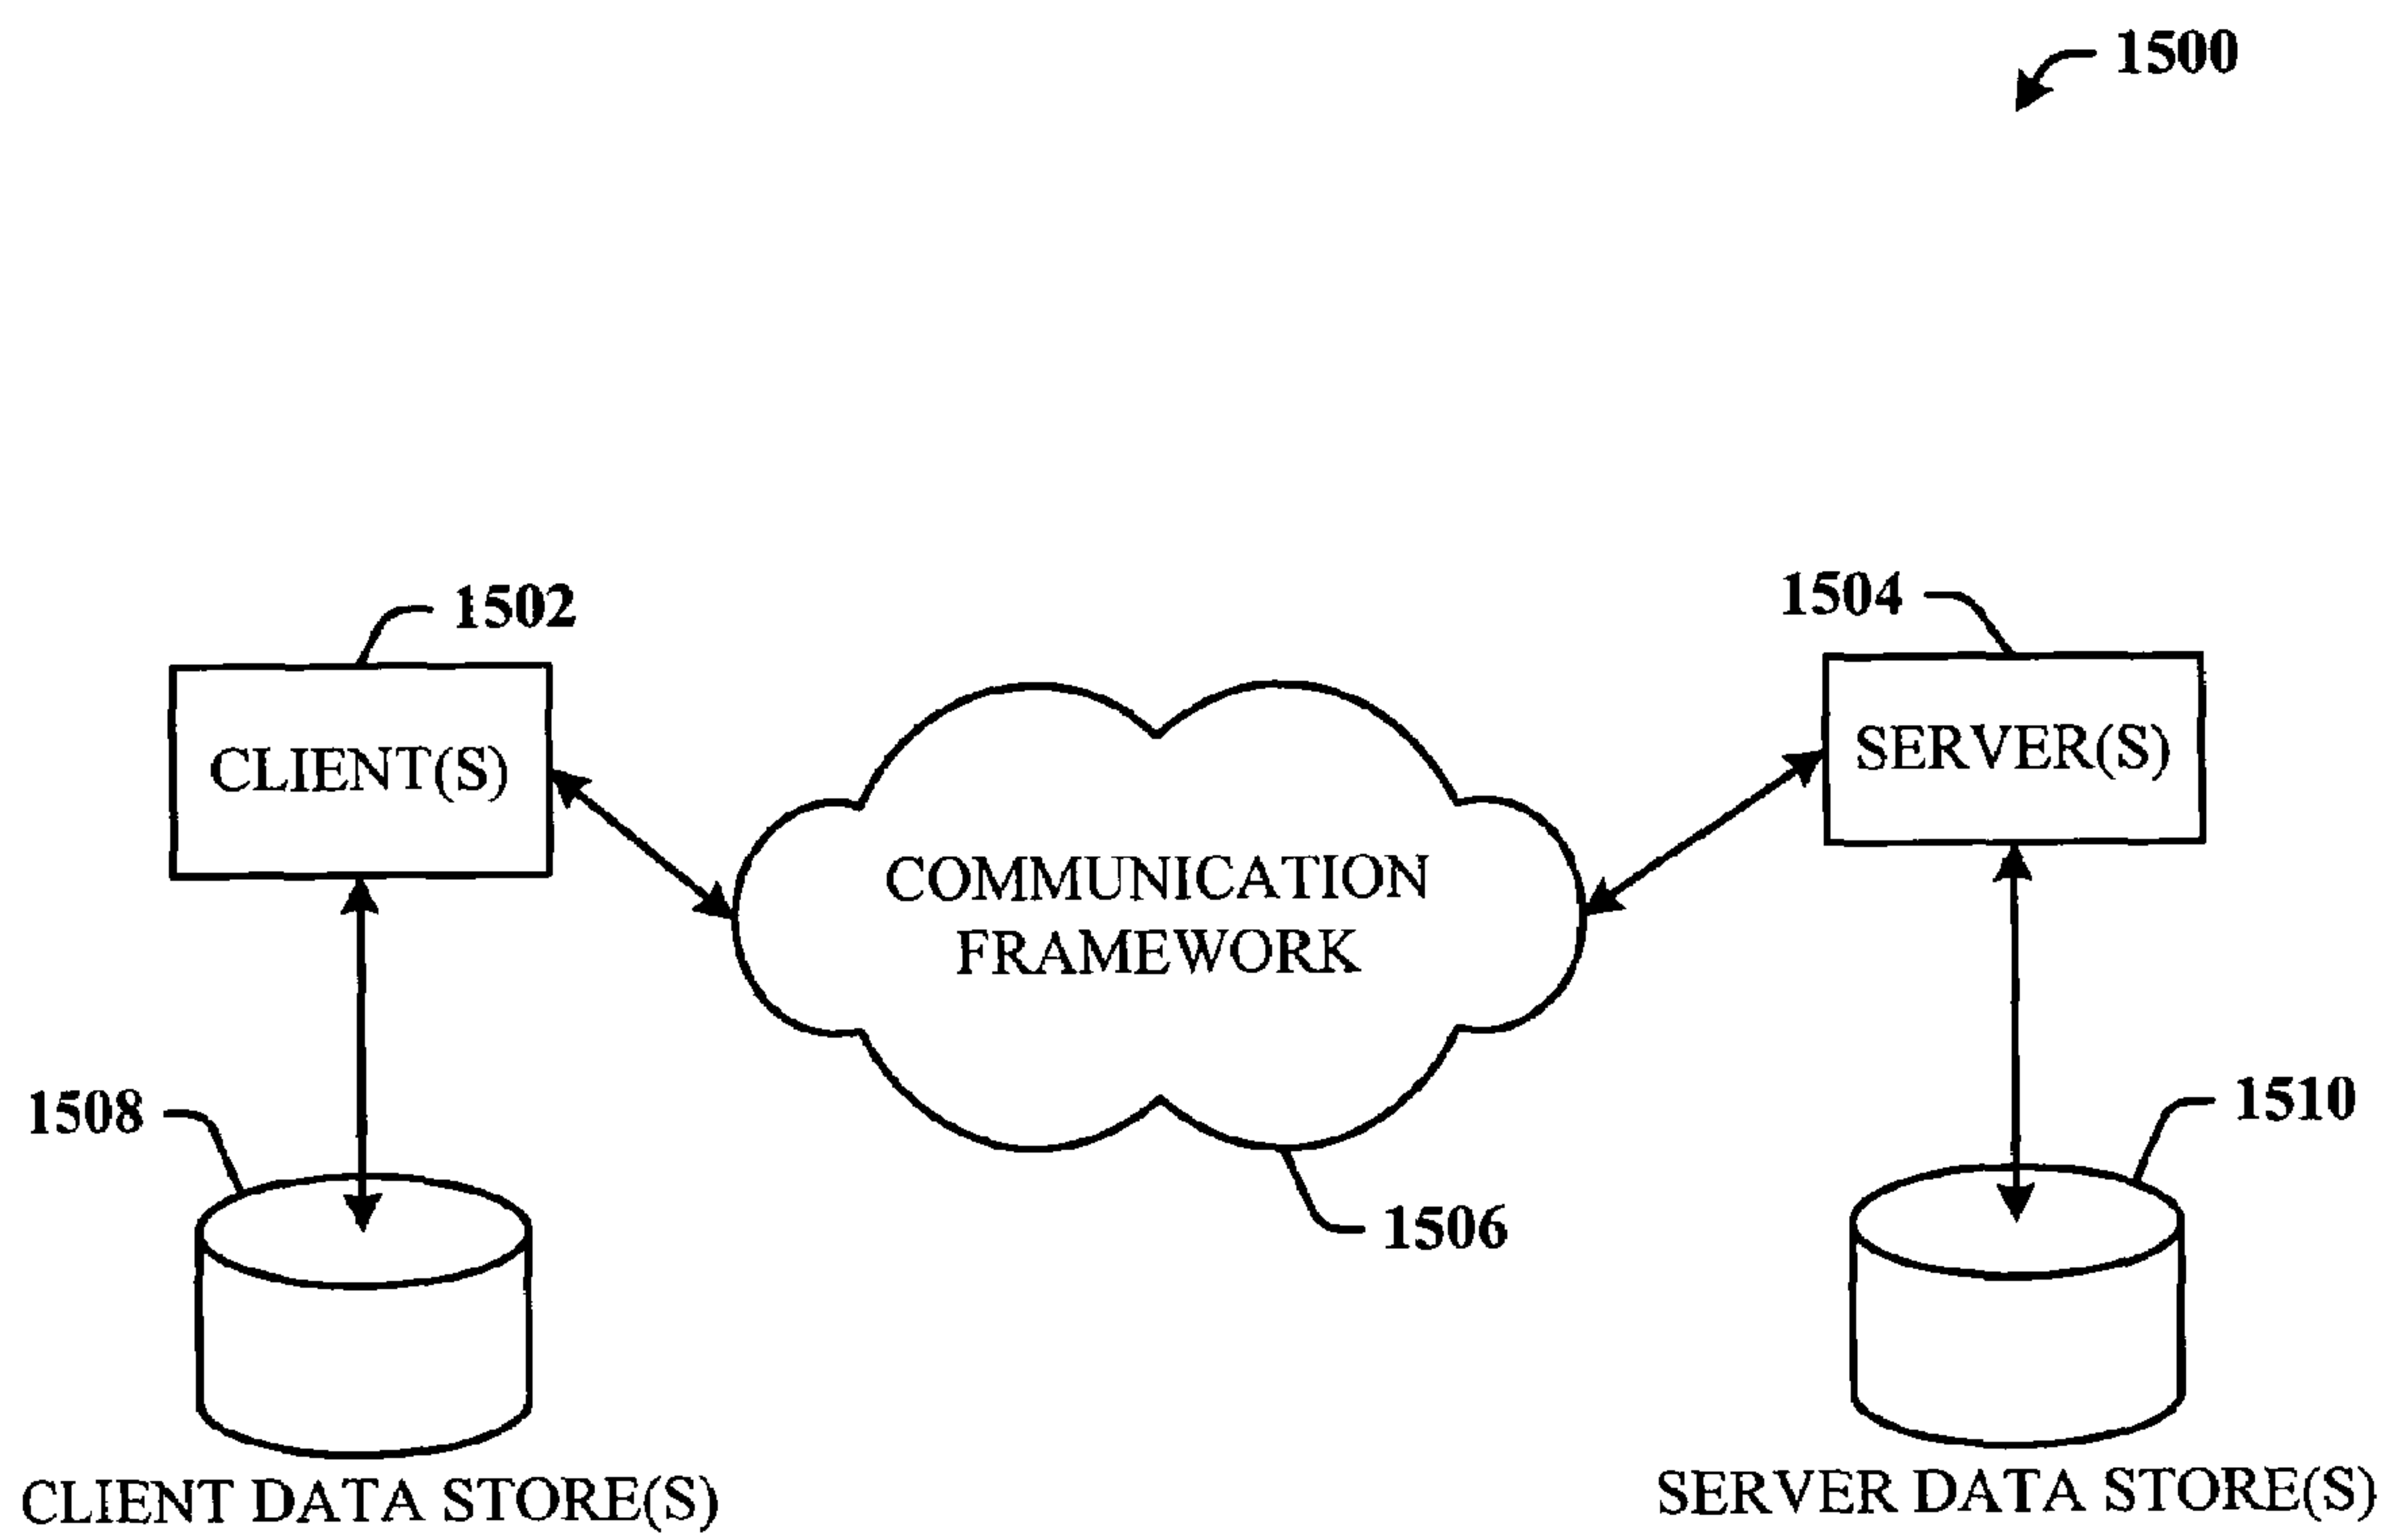 1500
1502
1504
CLIENT(S)
SERVER(S)
COMMUNICATION
FRAMEWORK
1508
1510
1506
CLIENT DATA STORE(S)
SERVER DATA STORE(S)